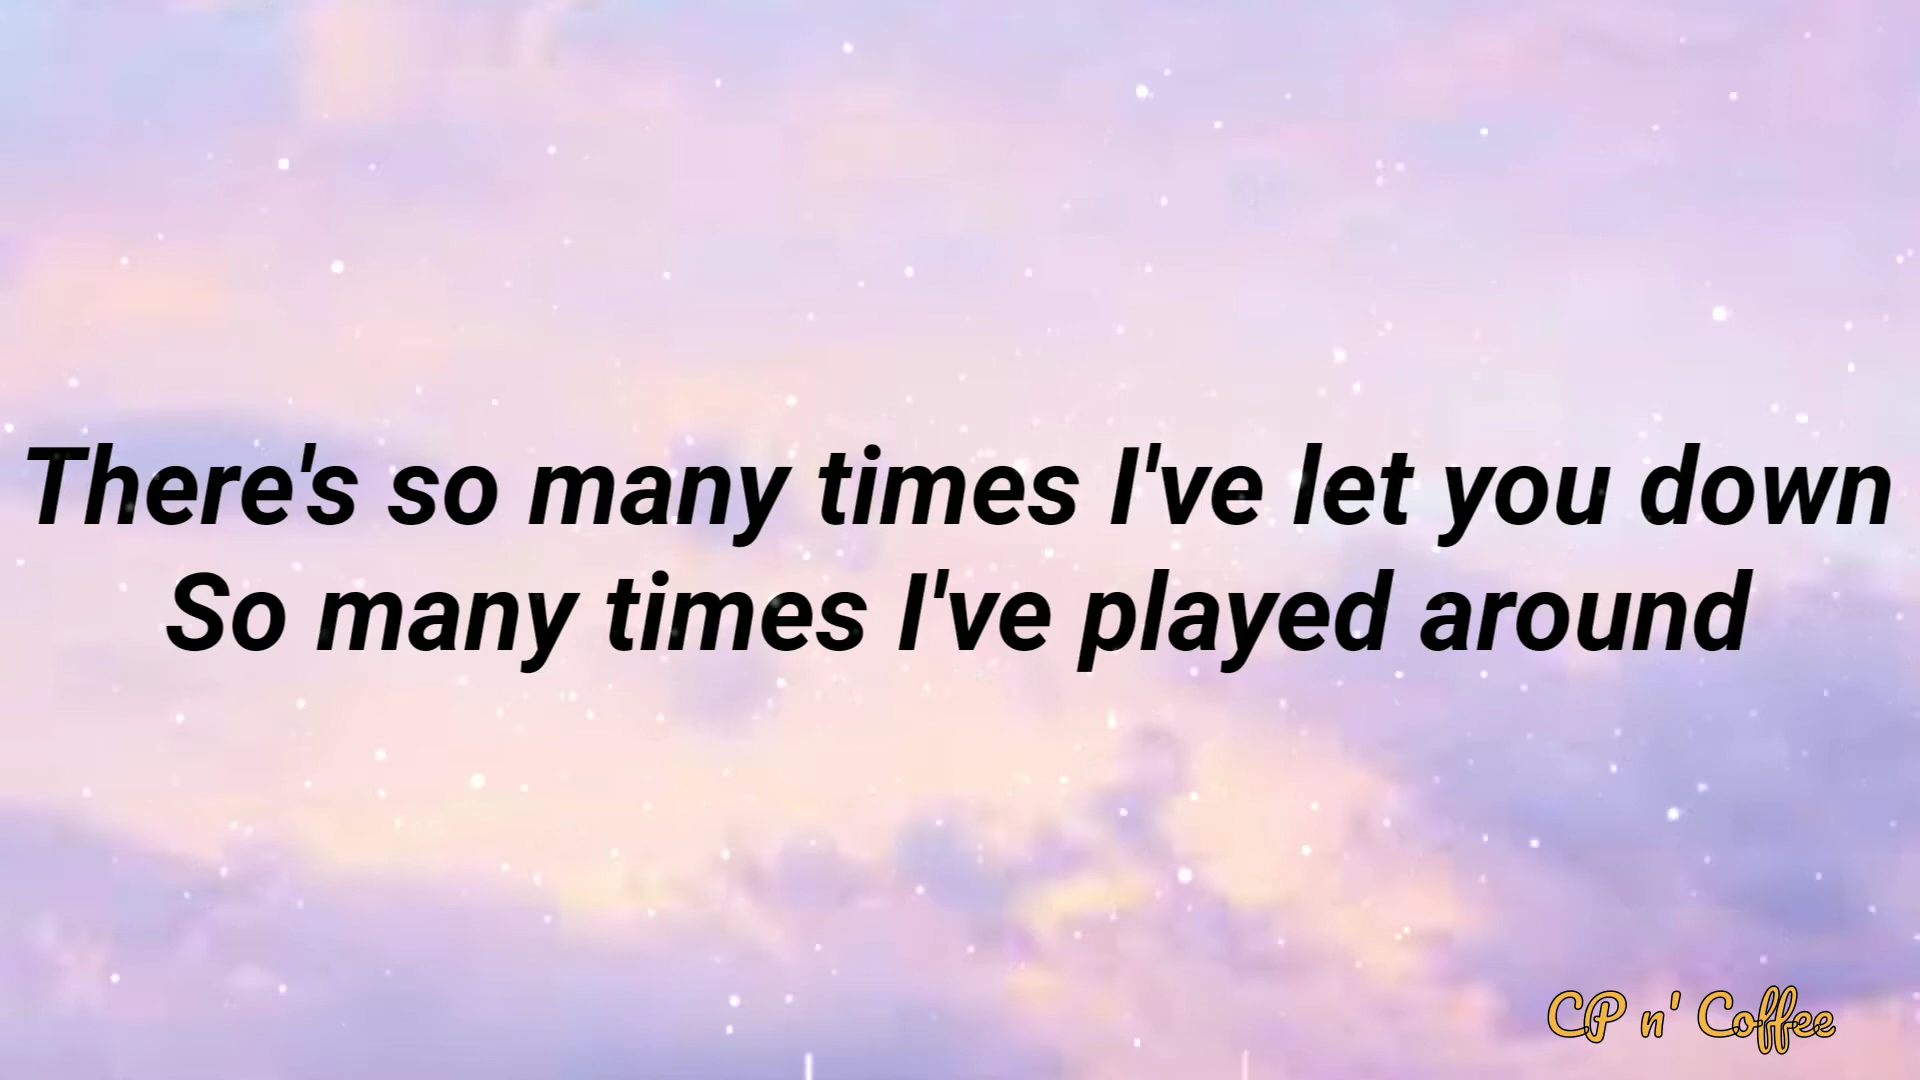 There's so many times I've let you down
So many times I've played around
CP n' Coffee